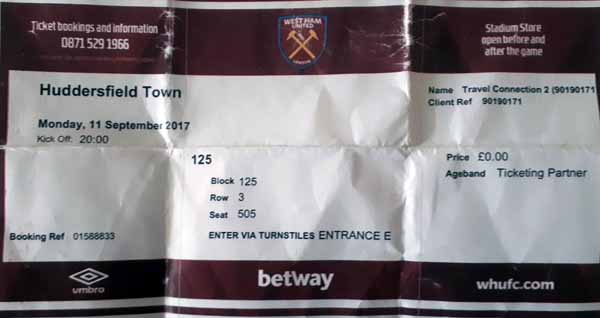 Ticket bookings and information
0871 529 1966
WEST HAM
UNITED
LONDON
Stadium Store
open before and
after the game
Huddersfield Town
Name Travel Connection 2 (90190171
Client Ref 90190171
Monday, 11 September 2017
Kick Off: 20:00
125
Price £0.00
Block 125
Ageband Ticketing Partner
Row 3
Seat 505
Booking Ref 01588833
ENTER VIA TURNSTILES ENTRANCE E
umbro
betway
whufc.com